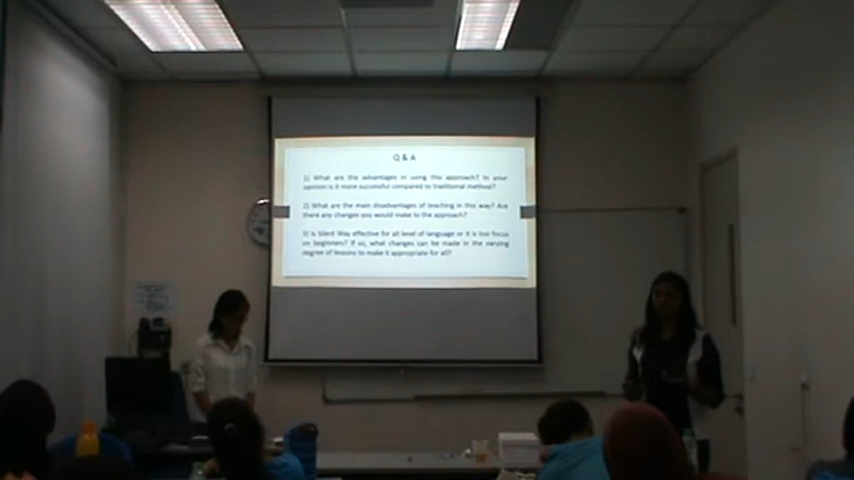 Q & A
1) What are the advantages in using this approach? In your
opinion is it more successful compared to traditional method?
2) What are the main disadvantages of teaching in this way? Are
there any changes you would make to the approach?
3) Is Silent Way effective for all level of language or it is too focus
on beginners? If so, what changes can be made in the varying
degree of lessons to make it appropriate for all?